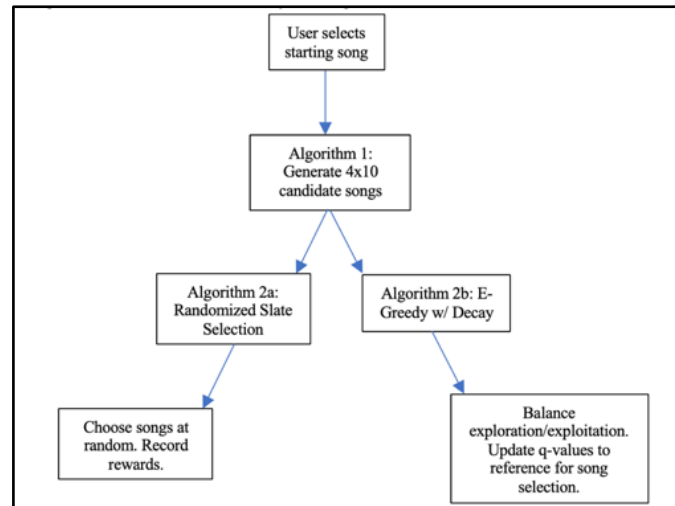 User selects
starting song
Algorithm 1:
Generate 4x10
candidate songs
Algorithm 2a:
Randomized Slate
Selection
Algorithm 2b: E-
Greedy w/ Decay
Choose songs at
random. Record
rewards.
Balance
exploration/exploitation.
Update q-values to
reference for song
selection.